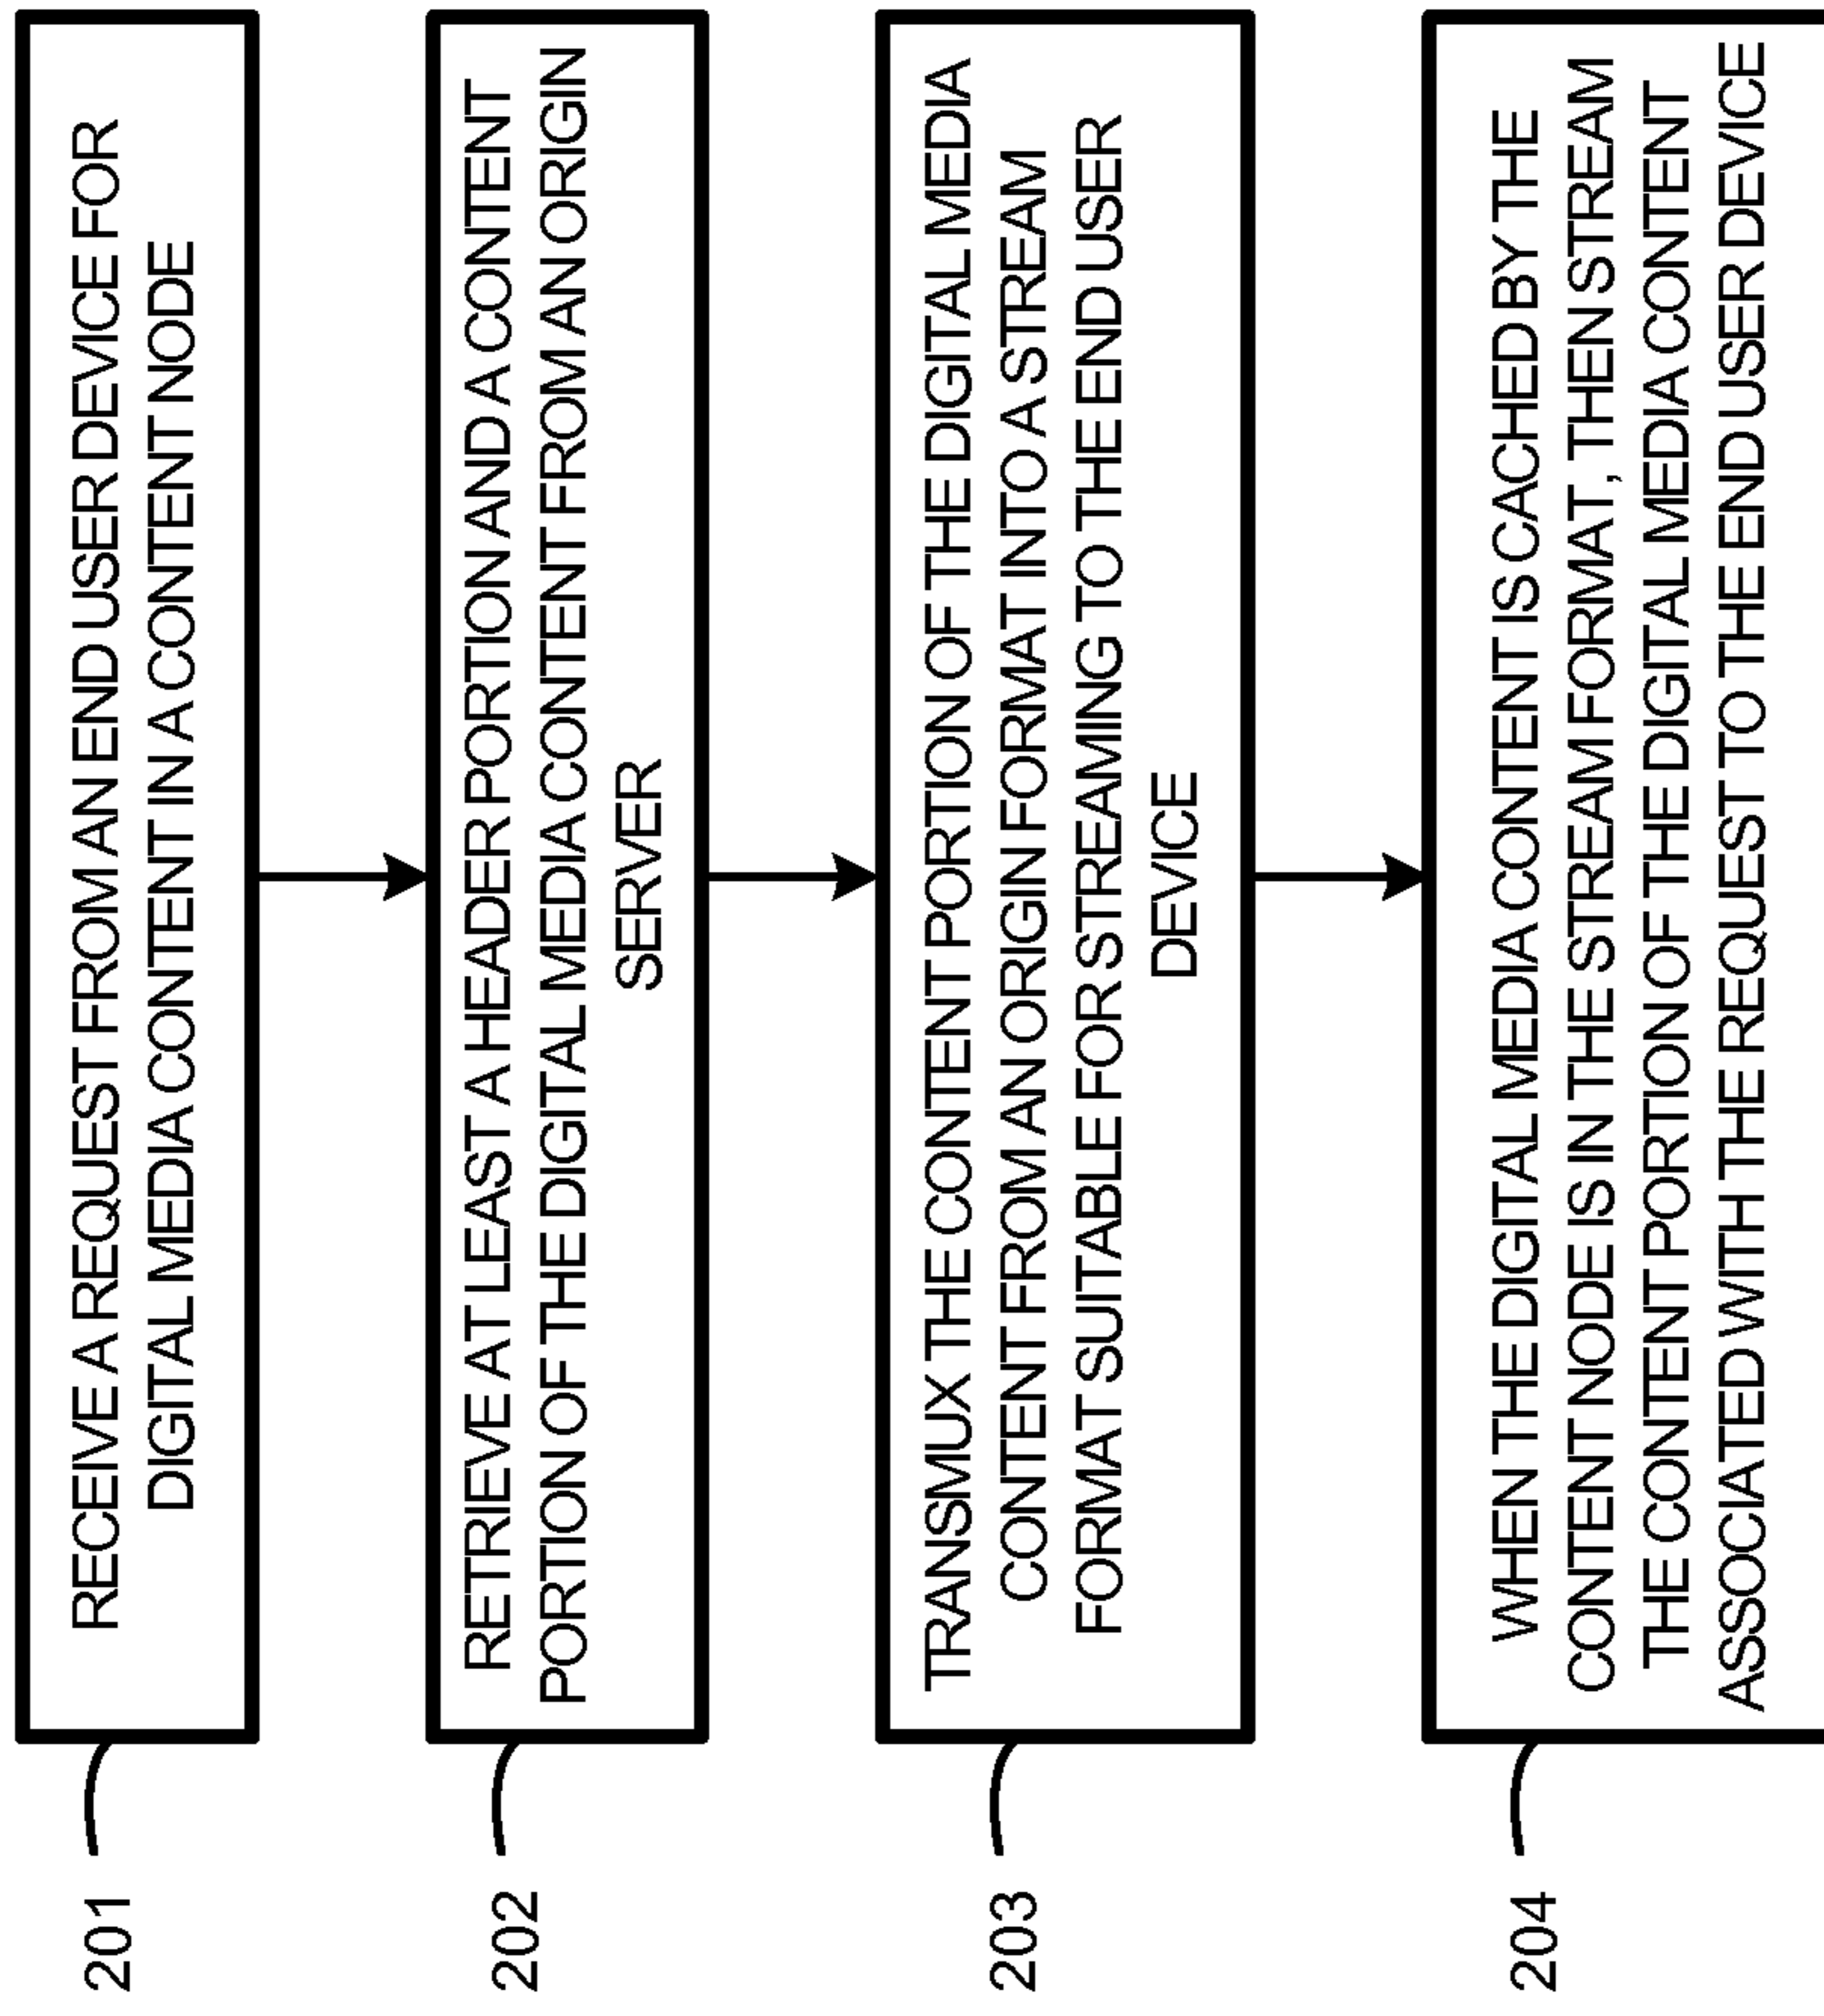 201
RECEIVE A REQUEST FROM AN END USER DEVICE FOR
DIGITAL MEDIA CONTENT IN A CONTENT NODE
202
RETRIEVE AT LEAST A HEADER PORTION AND A CONTENT
PORTION OF THE DIGITAL MEDIA CONTENT FROM AN ORIGIN
SERVER
203
TRANSMUX THE CONTENT PORTION OF THE DIGITAL MEDIA
CONTENT FROM AN ORIGIN FORMAT INTO A STREAM
FORMAT SUITABLE FOR STREAMING TO THE END USER
DEVICE
204
WHEN THE DIGITAL MEDIA CONTENT IS CACHED BY THE
CONTENT NODE IS IN THE STREAM FORMAT, THEN STREAM
THE CONTENT PORTION OF THE DIGITAL MEDIA CONTENT
ASSOCIATED WITH THE REQUEST TO THE END USER DEVICE